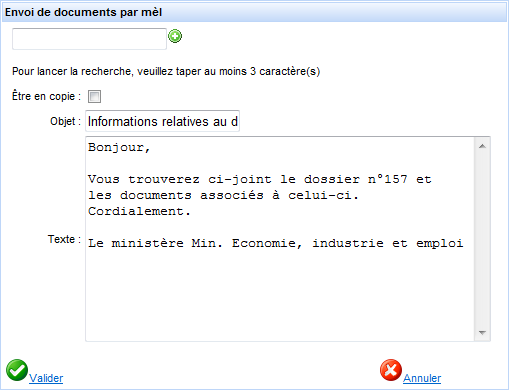 Envoi de documents par mèl
Pour lancer la recherche, veuillez taper au moins 3 caractère(s)
Être en copie :
Objet : Informations relatives au d
Bonjour,
Vous trouverez ci-joint le dossier n°157 et
les documents associés à celui-ci.
Cordialement.
Texte :
Le ministère Min. Economie, industrie et emploi
Valider
Annuler